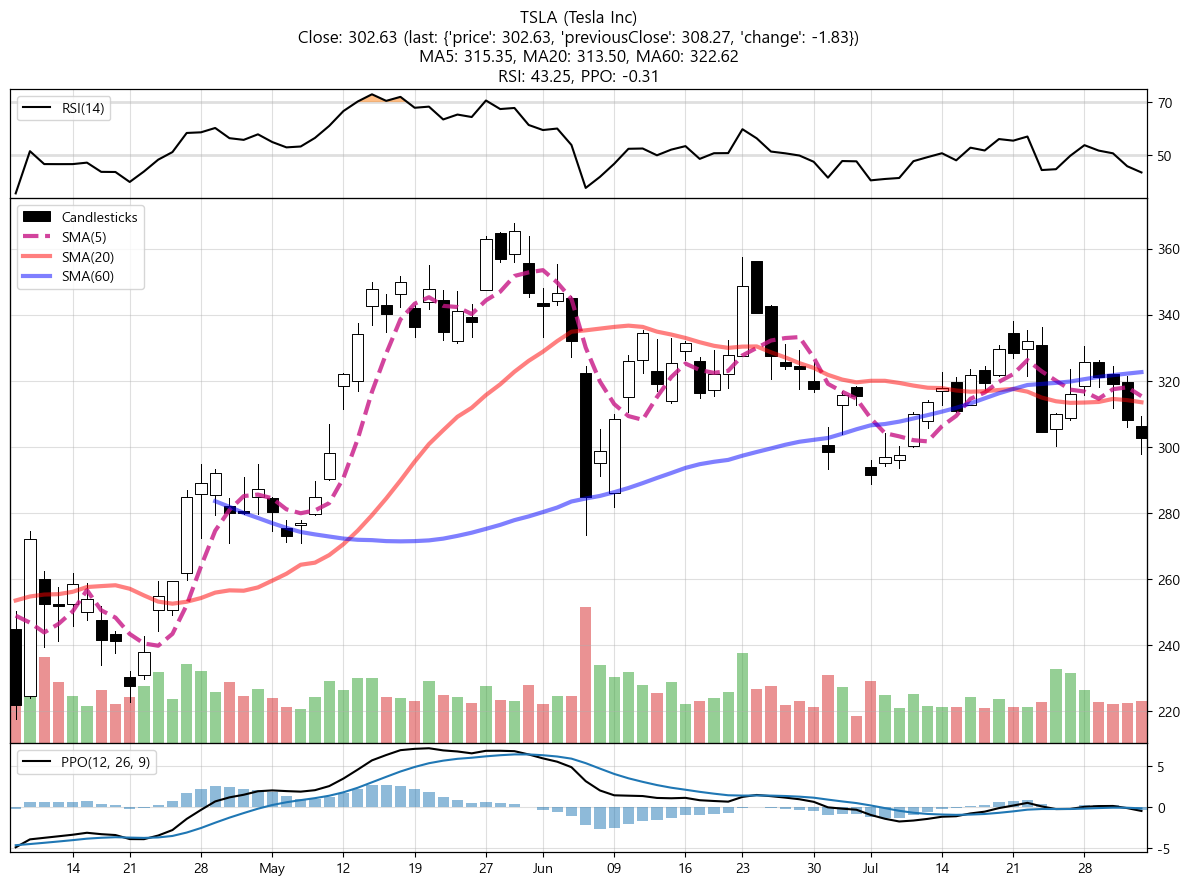 TSLA (Tesla Inc)
Close: 302.63 (last: {'price': 302.63, 'previousClose': 308.27, 'change': -1.83})
MA5: 315.35, MA20: 313.50, MA60: 322.62
RSI: 43.25, PPO: -0.31
RSI(14)
70
50
Candlesticks
SMA(5)
SMA(20)
SMA(60)
360
340
320
300
280
260
240
220
PPO(12, 26, 9)
5
0
-5
14 21 28 May 12 19 27 Jun 09 16 23 30 Jul 14 21 28